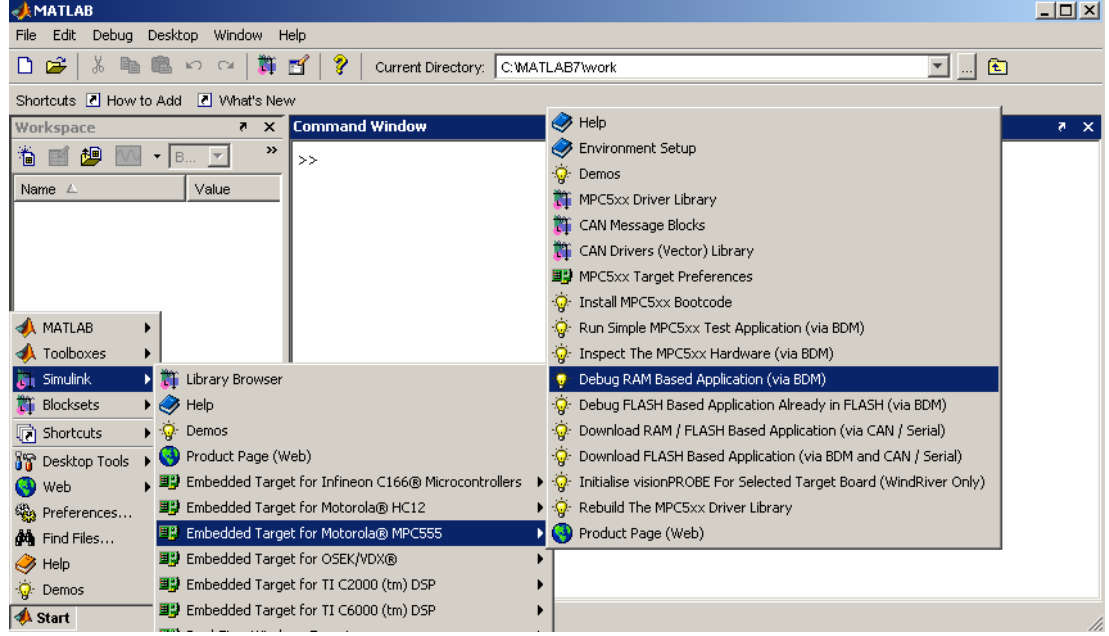 MATLAB
File Edit Debug Desktop Window Help
Current Directory: C:\MATLAB7\work
Shortcuts How to Add What's New
Workspace
B...
Name Value
Command Window
>>
MATLAB
Toolboxes
Simulink
Blocksets
Shortcuts
Desktop Tools
Web
Preferences...
Find Files...
Help
Demos
Start
Library Browser
Help
Demos
Product Page (Web)
Embedded Target for Infineon C166® Microcontrollers
Embedded Target for Motorola® HC12
Embedded Target for Motorola® MPC555
Embedded Target for OSEK/VDX®
Embedded Target for TI C2000 (tm) DSP
Embedded Target for TI C6000 (tm) DSP
Help
Environment Setup
Demos
MPC5xx Driver Library
CAN Message Blocks
CAN Drivers (Vector) Library
MPC5xx Target Preferences
Install MPC5xx Bootcode
Run Simple MPC5xx Test Application (via BDM)
Inspect The MPC5xx Hardware (via BDM)
Debug RAM Based Application (via BDM)
Debug FLASH Based Application Already in FLASH (via BDM)
Download RAM / FLASH Based Application (via CAN / Serial)
Download FLASH Based Application (via BDM and CAN / Serial)
Initialise visionPROBE For Selected Target Board (WindRiver Only)
Rebuild The MPC5xx Driver Library
Product Page (Web)